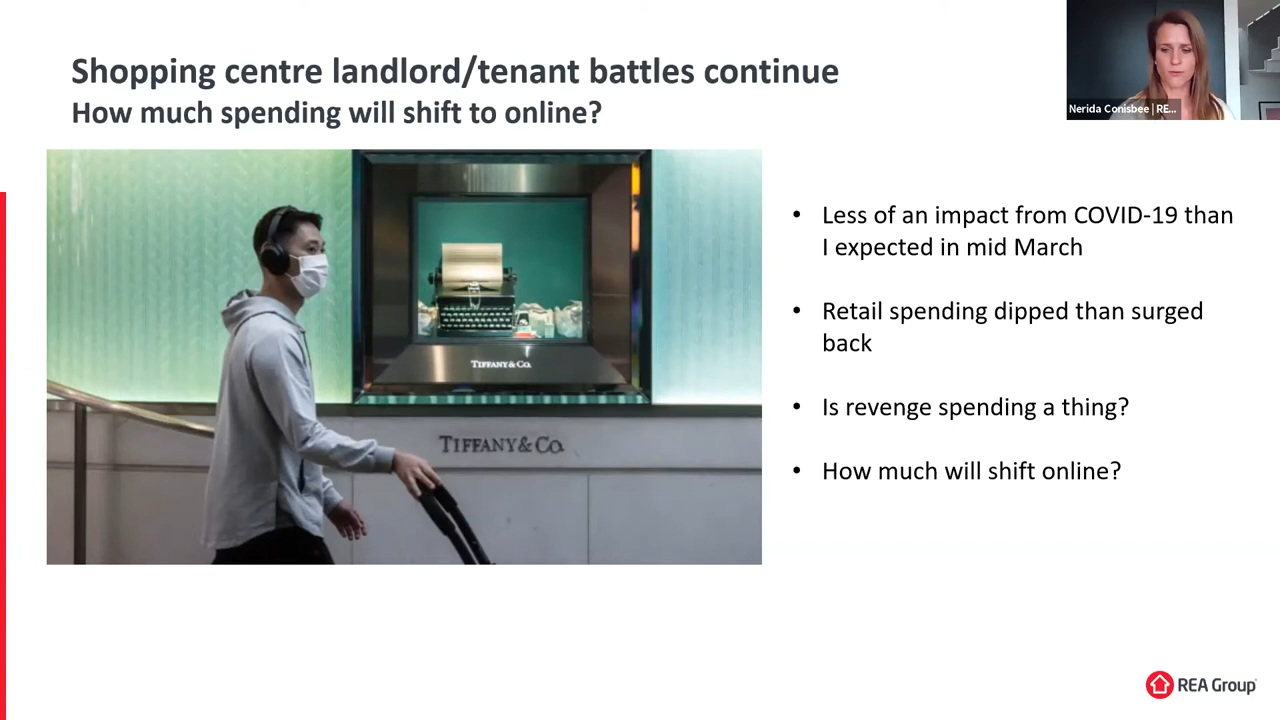 Shopping centre landlord/tenant battles continue
How much spending will shift to online?
Nerida Conisbee | RE...
TIFFANY & CO.
TIFFANY & CO.
• Less of an impact from COVID-19 than
I expected in mid March
• Retail spending dipped than surged
back
• Is revenge spending a thing?
• How much will shift online?
REA Group